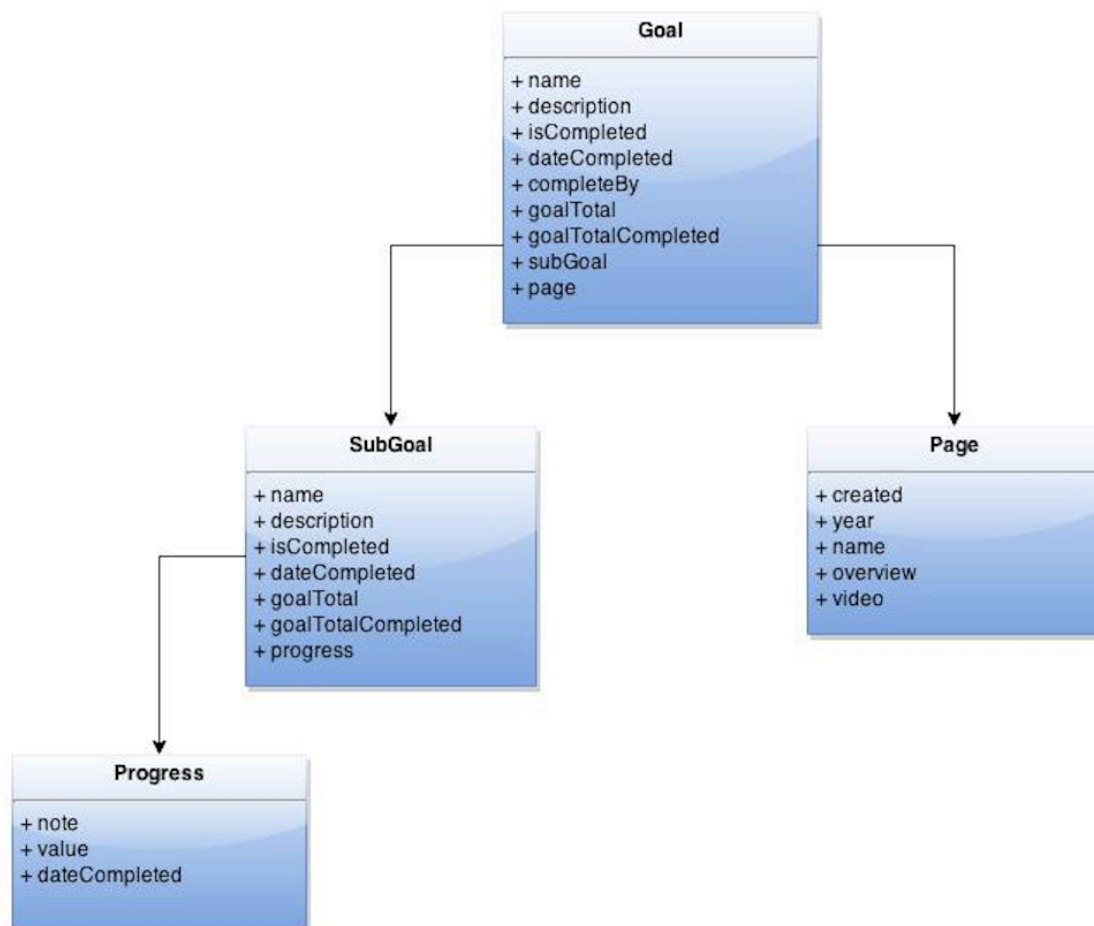 Goal
+ name
+ description
+ isCompleted
+ dateCompleted
+ completeBy
+ goalTotal
+ goalTotalCompleted
+ subGoal
+ page
SubGoal
+ name
+ description
+ isCompleted
+ dateCompleted
+ goalTotal
+ goalTotalCompleted
+ progress
Page
+ created
+ year
+ name
+ overview
+ video
Progress
+ note
+ value
+ dateCompleted